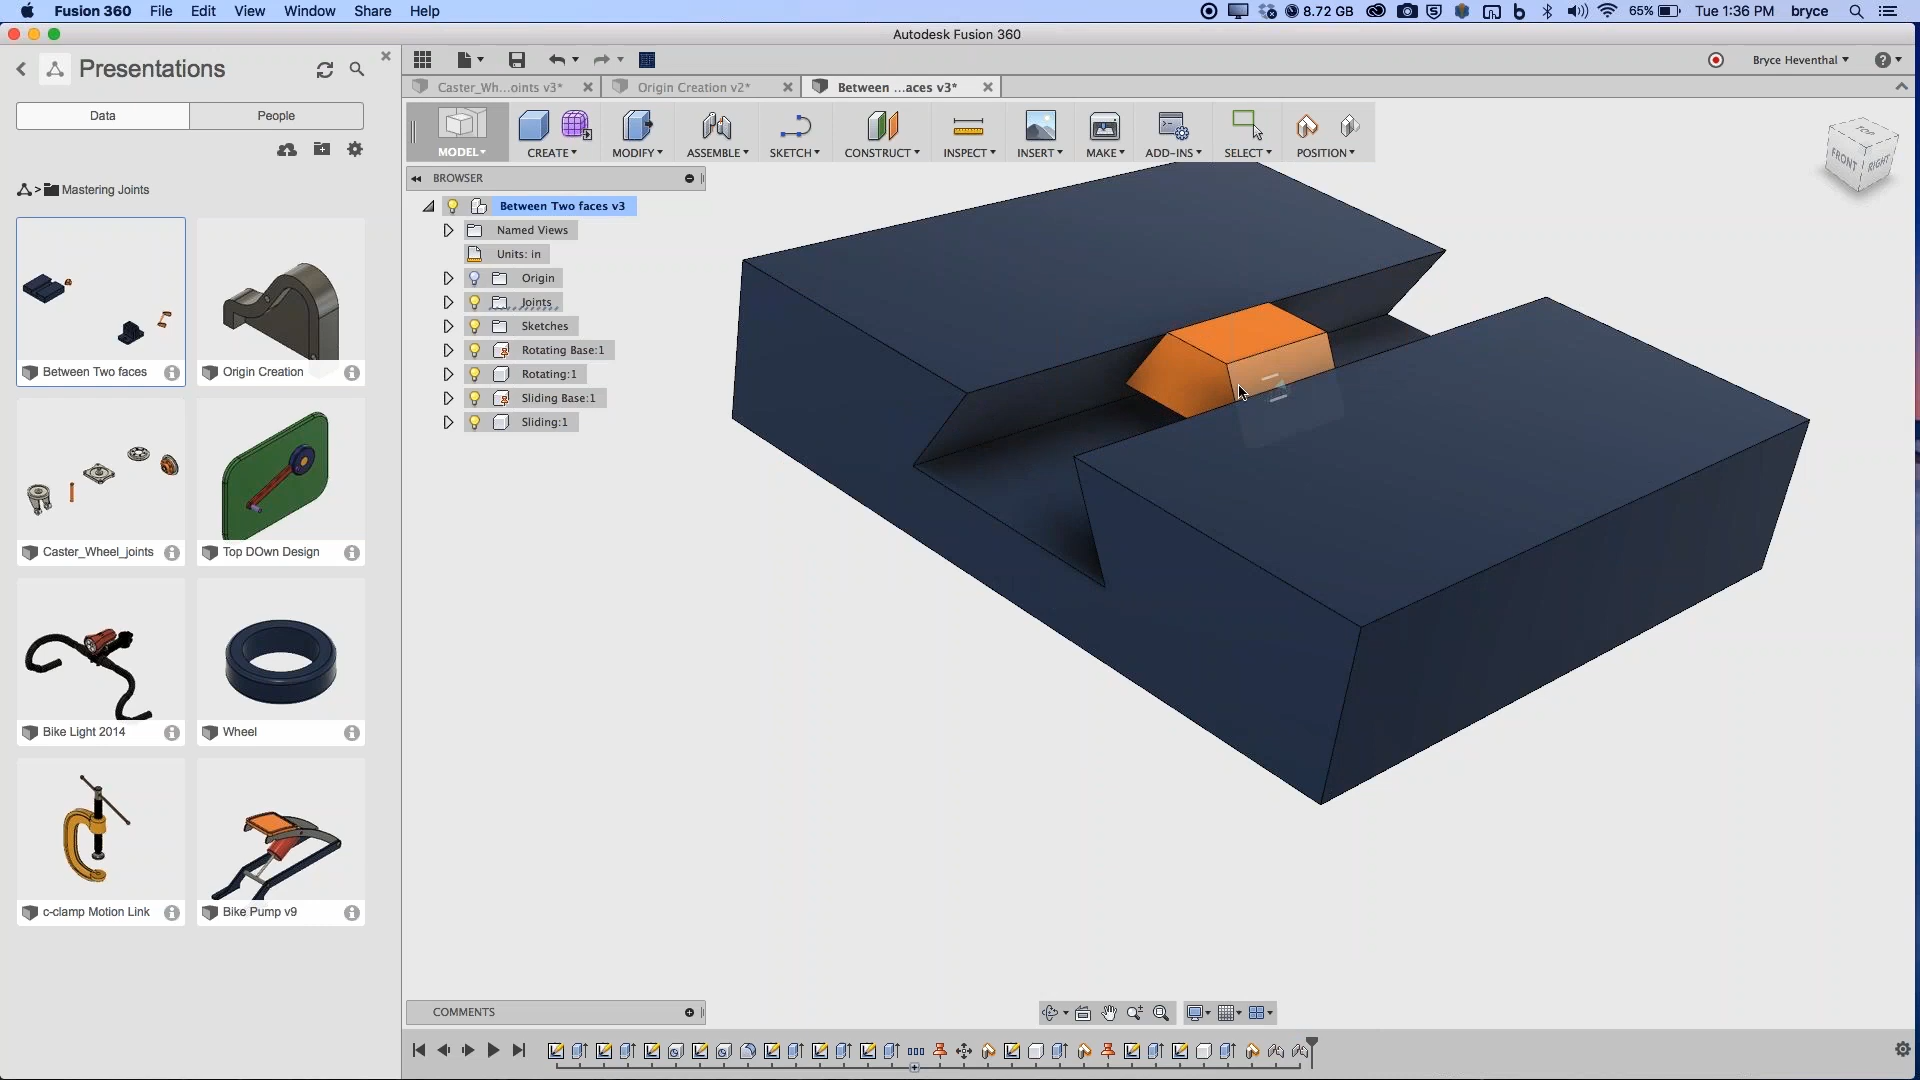 Fusion 360 File Edit View Window Share Help
8.72 GB 65% Tue 1:36 PM bryce
Autodesk Fusion 360
Presentations
Bryce Heventhal
Caster_Wh...oints v3* Origin Creation v2* Between ...aces v3*
Data People
MODEL CREATE MODIFY ASSEMBLE SKETCH CONSTRUCT INSPECT INSERT MAKE ADD-INS SELECT POSITION
TOP
FRONT RIGHT
BROWSER
> Mastering Joints
Between Two faces v3
Named Views
Units: in
Origin
Joints
Sketches
Rotating Base:1
Rotating:1
Sliding Base:1
Sliding:1
Between Two faces
Origin Creation
Caster_Wheel_joints
Top DOwn Design
Bike Light 2014
Wheel
c-clamp Motion Link
Bike Pump v9
COMMENTS